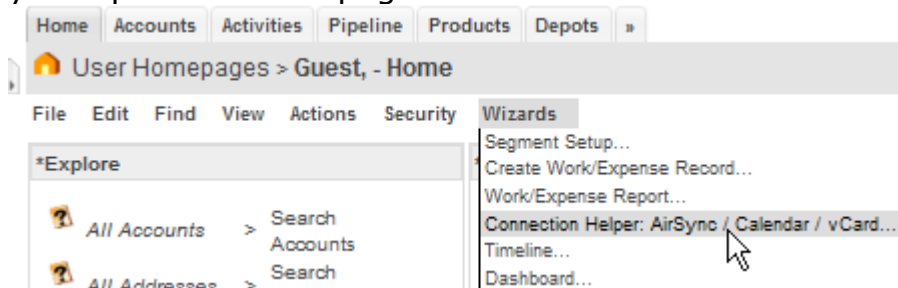 Home Accounts Activities Pipeline Products Depots »
User Homepages > Guest, - Home
File Edit Find View Actions Security Wizards
*Explore
All Accounts > Search Accounts
All Addresses > Search
Segment Setup...
Create Work/Expense Record...
Work/Expense Report...
Connection Helper: AirSync / Calendar / vCard...
Timeline...
Dashboard...